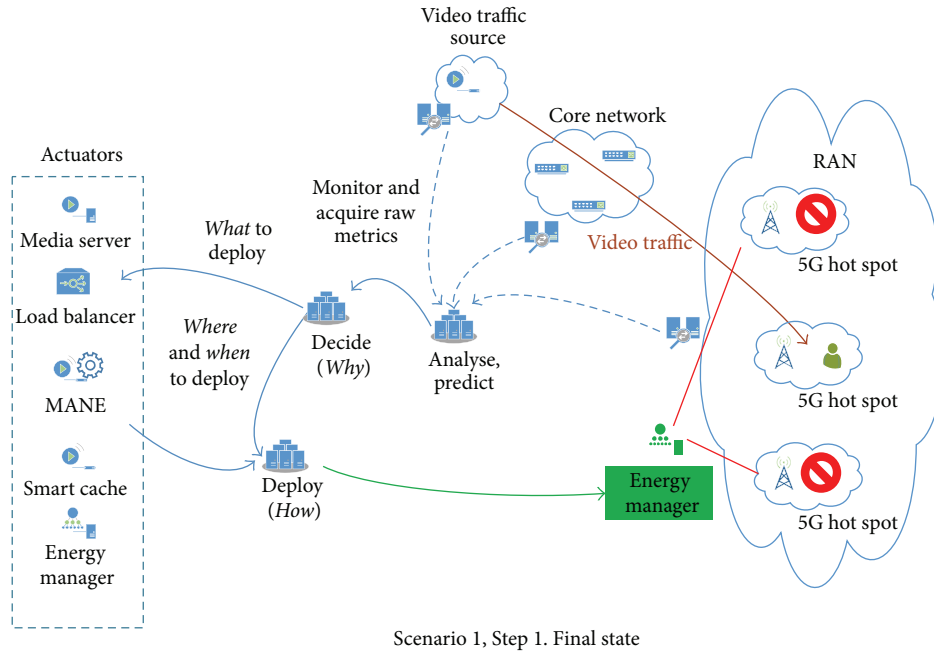 Video traffic
source
Core network
RAN
Actuators
Monitor and
acquire raw
metrics
What to
deploy
Media server
Video traffic
5G hot spot
Load balancer
Where
and when
to deploy
Decide
(Why)
Analyse,
predict
MANE
5G hot spot
Smart cache
Deploy
(How)
Energy
manager
5G hot spot
Energy
manager
Scenario 1, Step 1. Final state